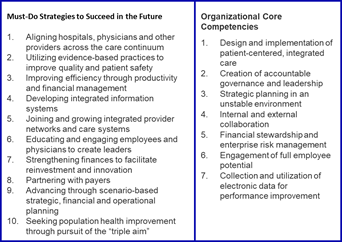 Must-Do Strategies to Succeed in the Future
1. Aligning hospitals, physicians and other
providers across the care continuum
2. Utilizing evidence-based practices to
improve quality and patient safety
3. Improving efficiency through productivity
and financial management
4. Developing integrated information
systems
5. Joining and growing integrated provider
networks and care systems
6. Educating and engaging employees and
physicians to create leaders
7. Strengthening finances to facilitate
reinvestment and innovation
8. Partnering with payers
9. Advancing through scenario-based
strategic, financial and operational
planning
10. Seeking population health improvement
through pursuit of the "triple aim"
Organizational Core
Competencies
1. Design and implementation of
patient-centered, integrated
care
2. Creation of accountable
governance and leadership
3. Strategic planning in an
unstable environment
4. Internal and external
collaboration
5. Financial stewardship and
enterprise risk management
6. Engagement of full employee
potential
7. Collection and utilization of
electronic data for
performance improvement